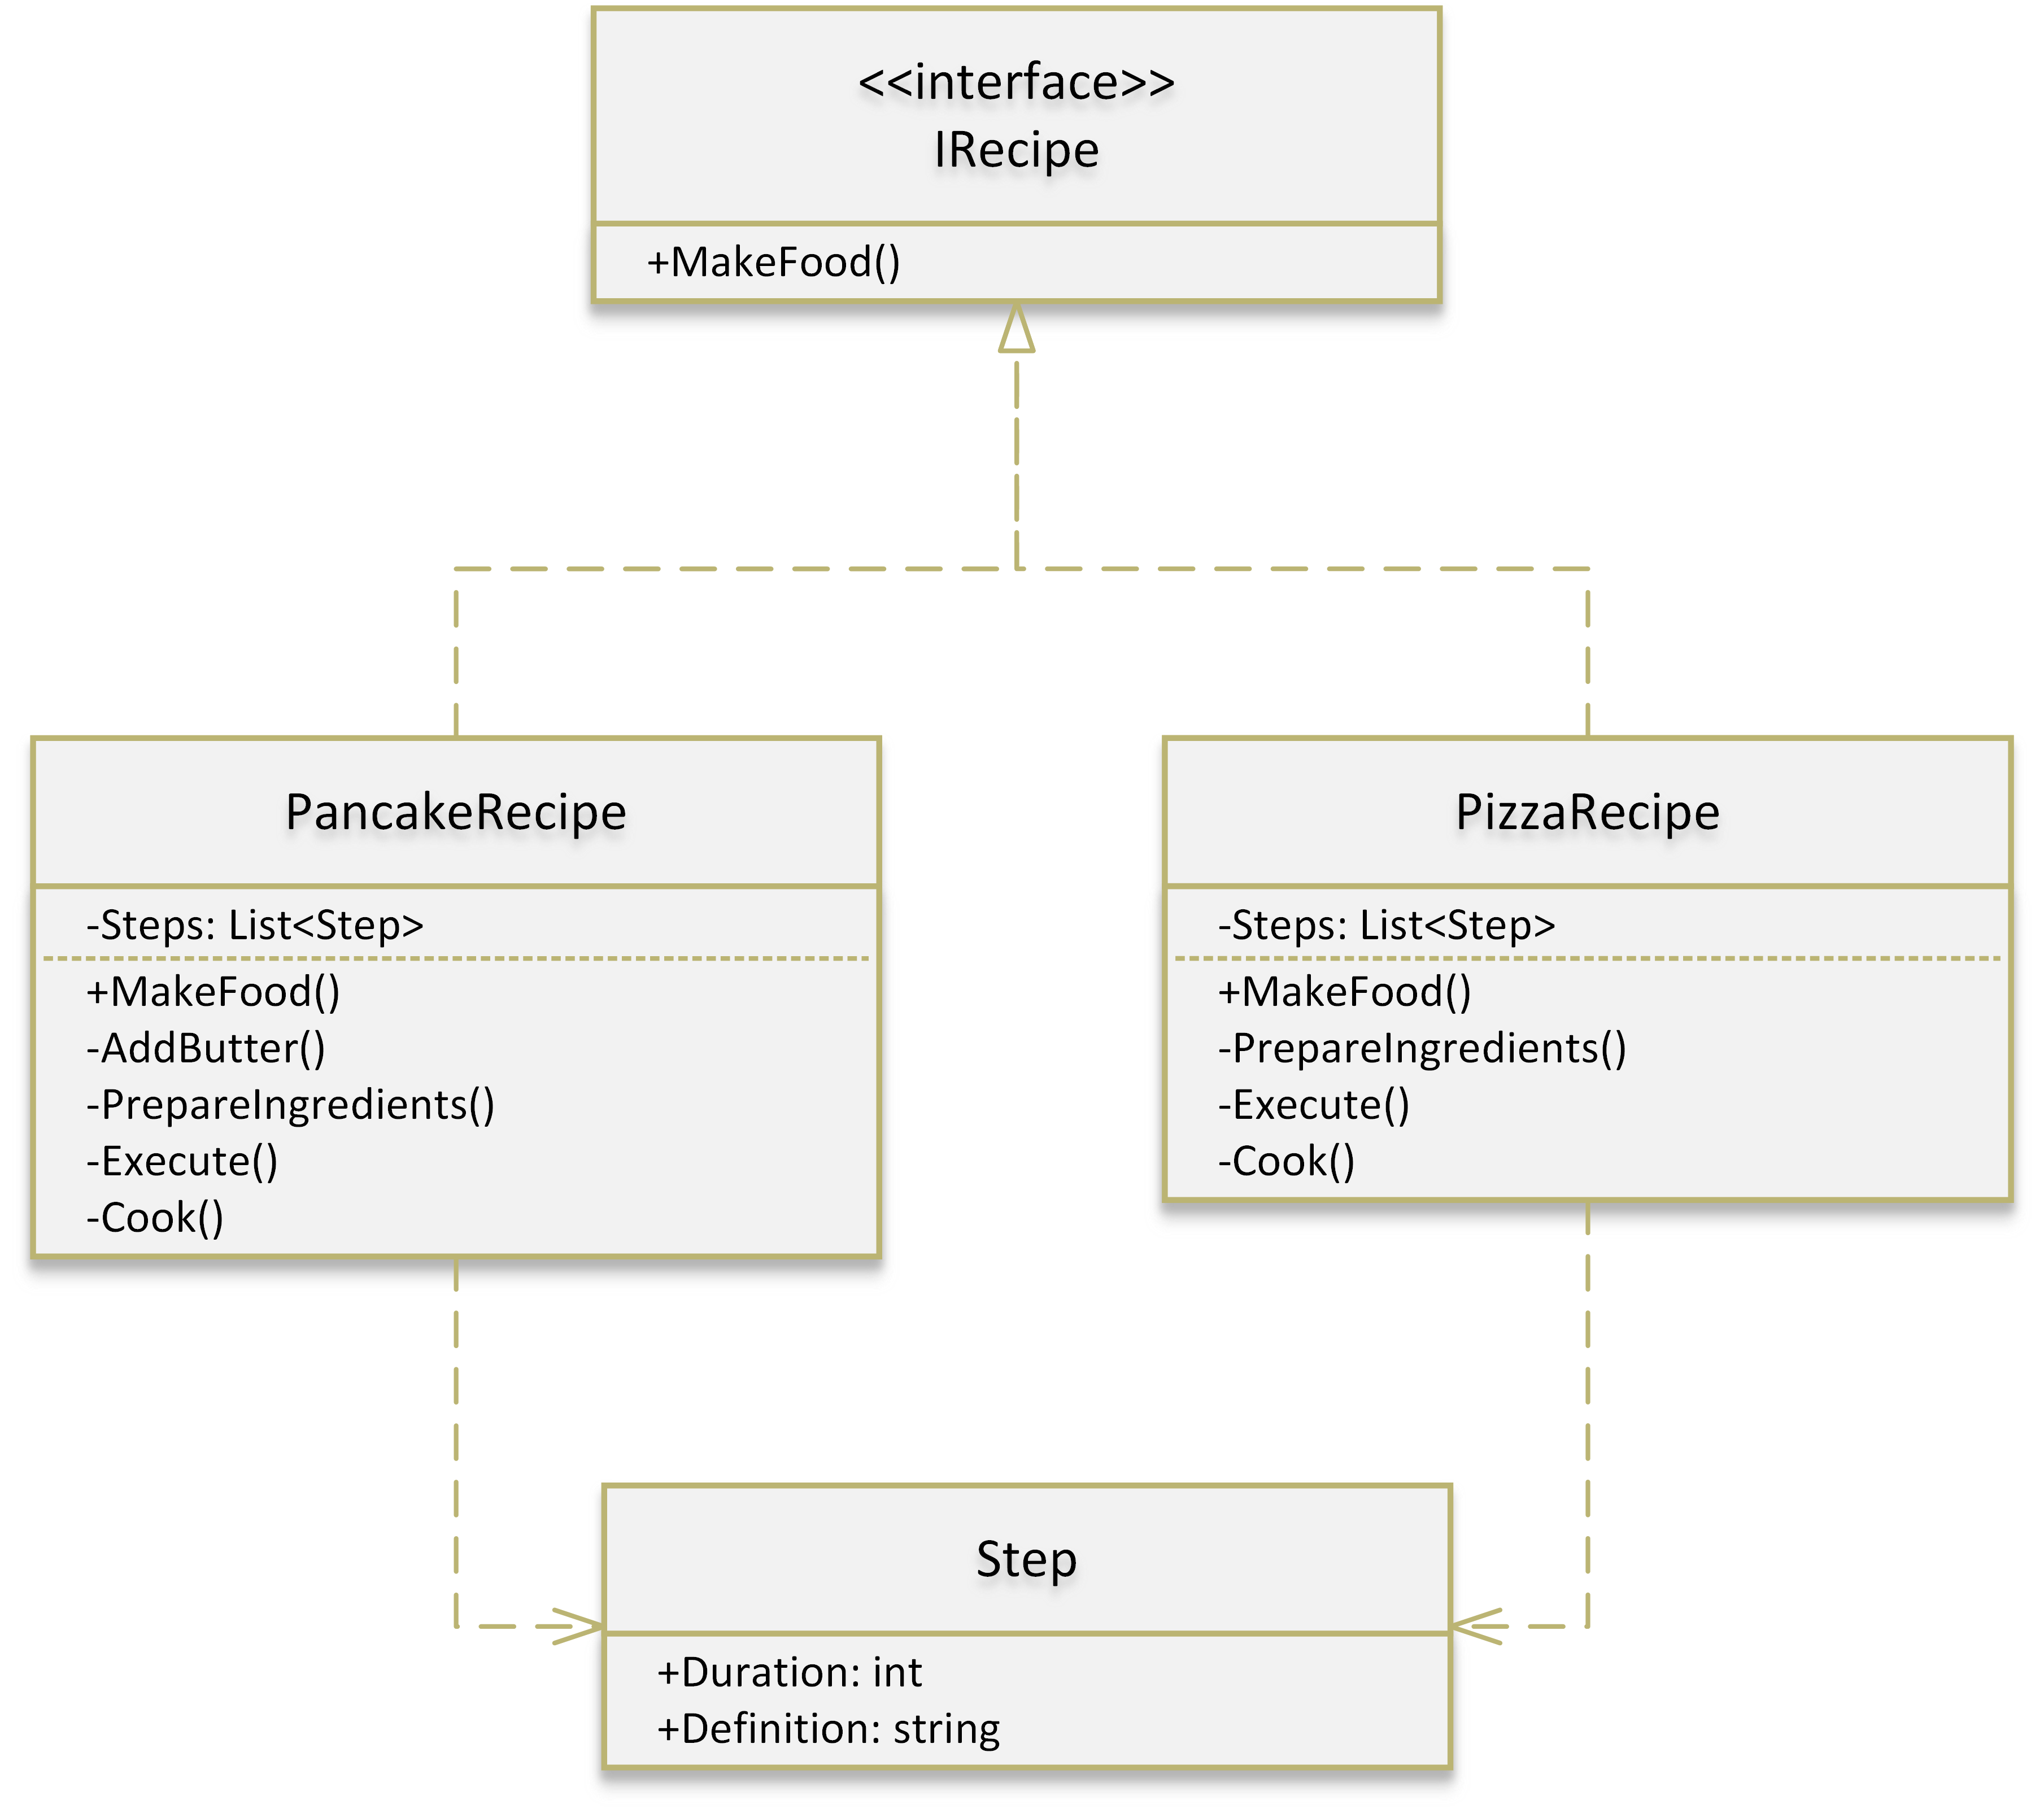 <<interface>>
IRecipe
+MakeFood()
PancakeRecipe
-Steps: List<Step>
+MakeFood()
-AddButter()
-PrepareIngredients()
-Execute()
-Cook()
PizzaRecipe
-Steps: List<Step>
+MakeFood()
-PrepareIngredients()
-Execute()
-Cook()
Step
+Duration: int
+Definition: string